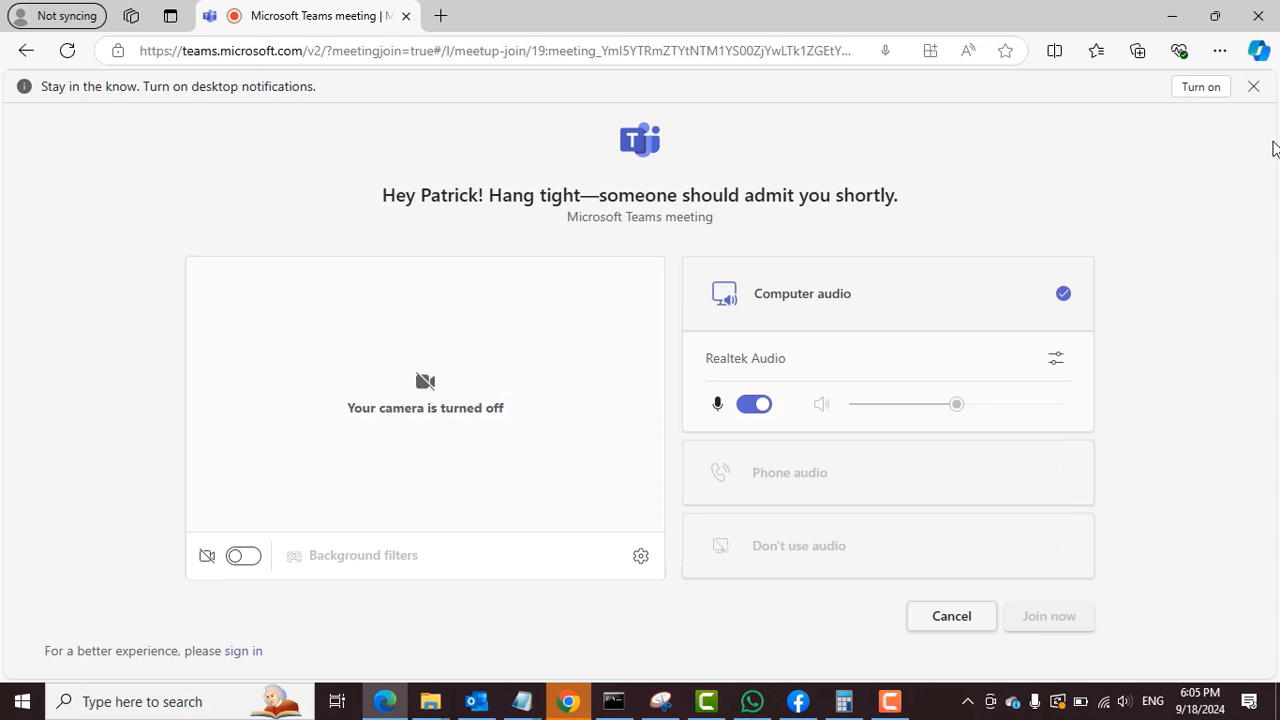 Not syncing
Microsoft Teams meeting | M
https://teams.microsoft.com/v2/?meetingjoin=true#/l/meetup-join/19:meeting_YmI5YTRmZTYtNTM1YS00ZjYwLTk1ZGEtY...
Stay in the know. Turn on desktop notifications.
Turn on
T
Hey Patrick! Hang tight—someone should admit you shortly.
Microsoft Teams meeting
Your camera is turned off
Background filters
Computer audio
Realtek Audio
Phone audio
Don't use audio
Cancel
Join now
For a better experience, please sign in
Type here to search
ENG
6:05 PM
9/18/2024